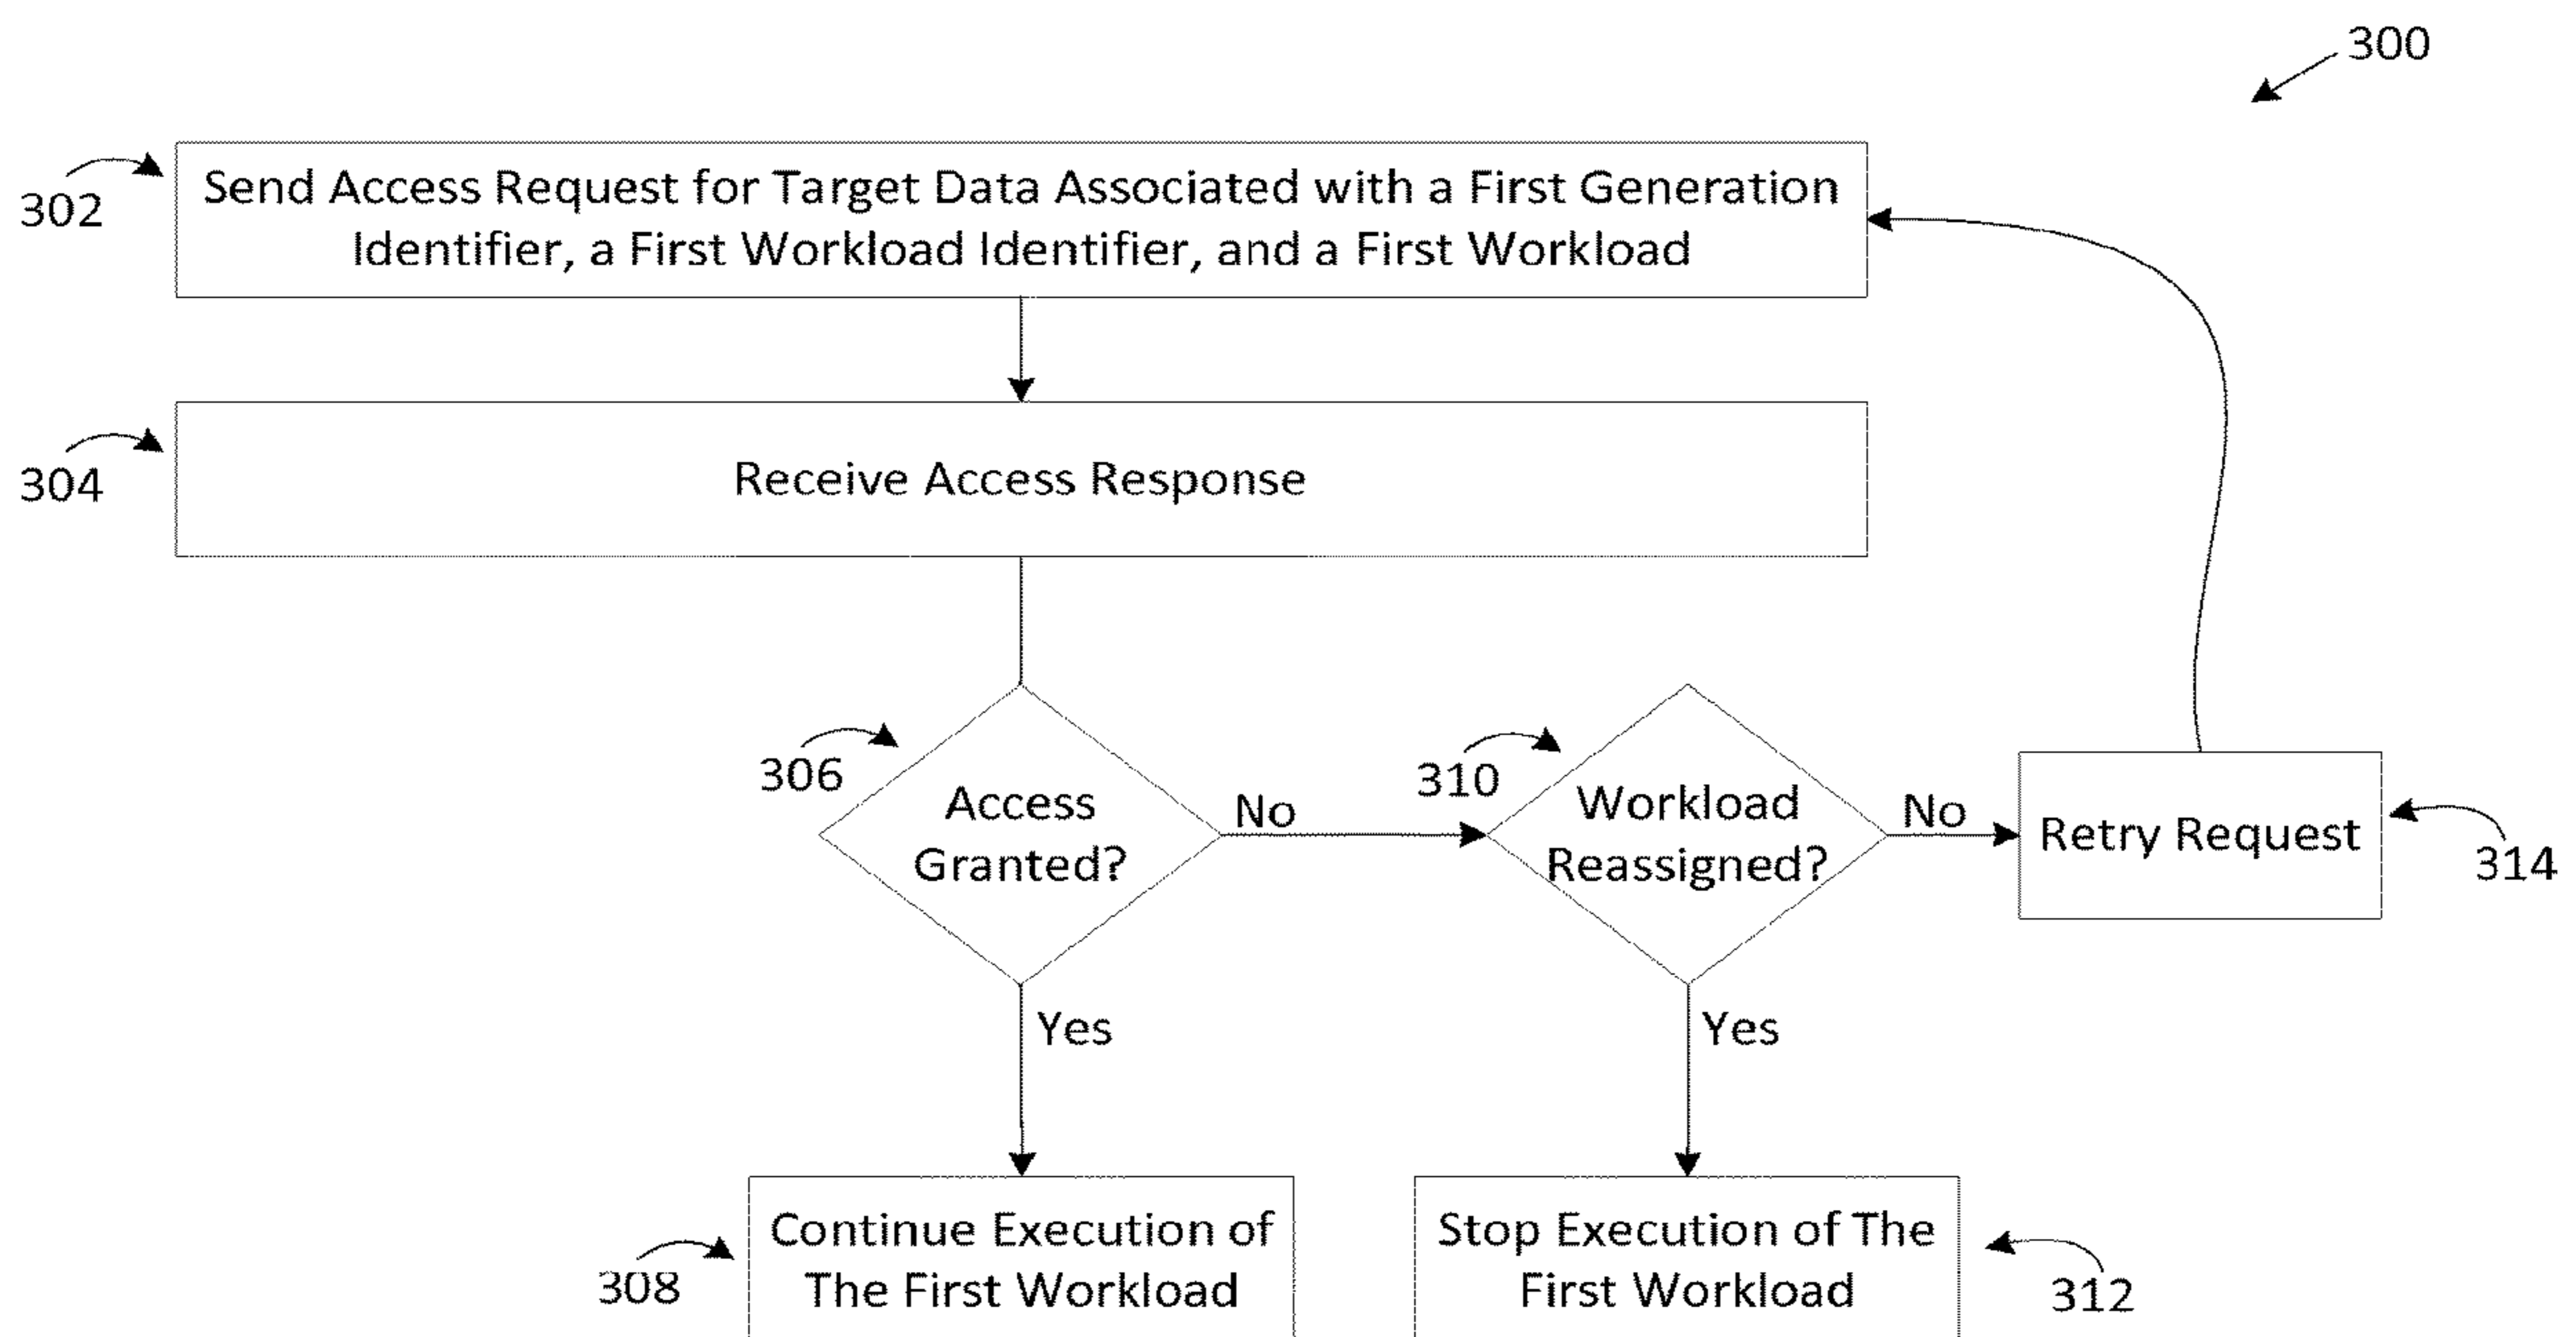 300
302
Send Access Request for Target Data Associated with a First Generation
Identifier, a First Workload Identifier, and a First Workload
304
Receive Access Response
306
Access
Granted?
No
310
Workload
Reassigned?
No
Retry Request
314
Yes
Yes
308
Continue Execution of
The First Workload
Stop Execution of The
First Workload
312